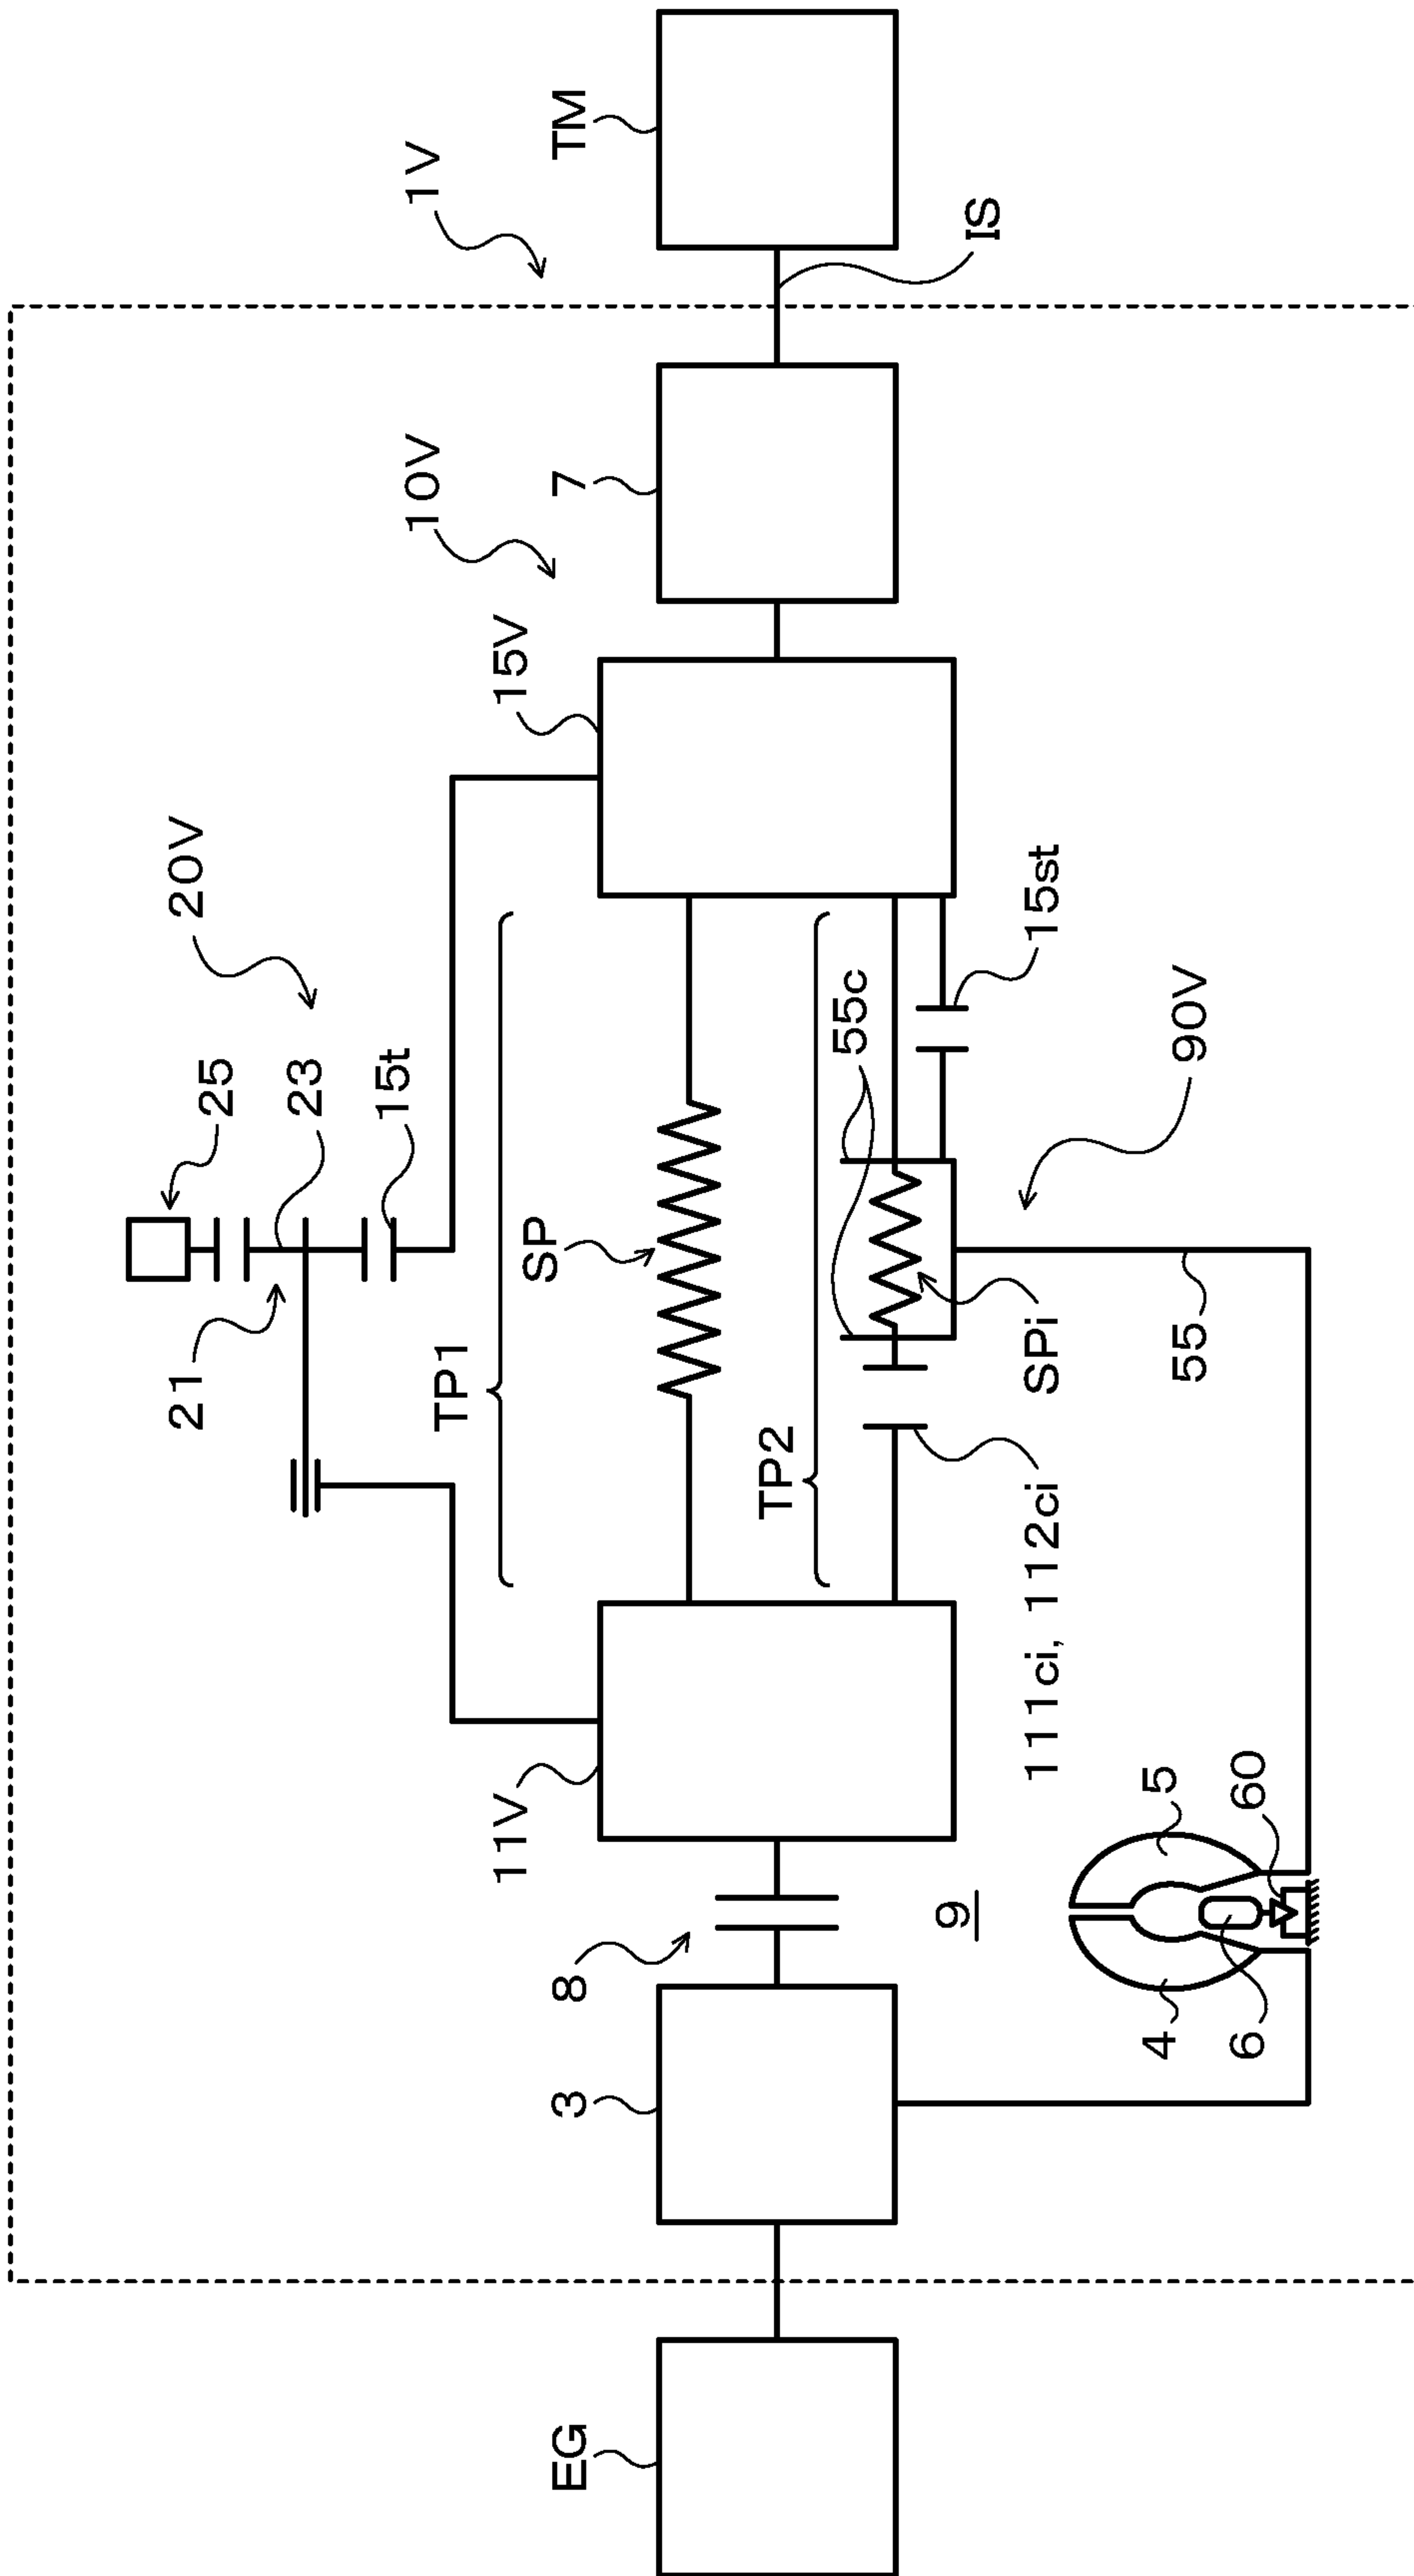 EG
3
8
11V
TP1
SP
TP2
15V
10V
7
1V
TM
IS
21
25
23
20V
15t
55c
15st
90V
SPi
55
111ci, 112ci
9
5
60
4
6